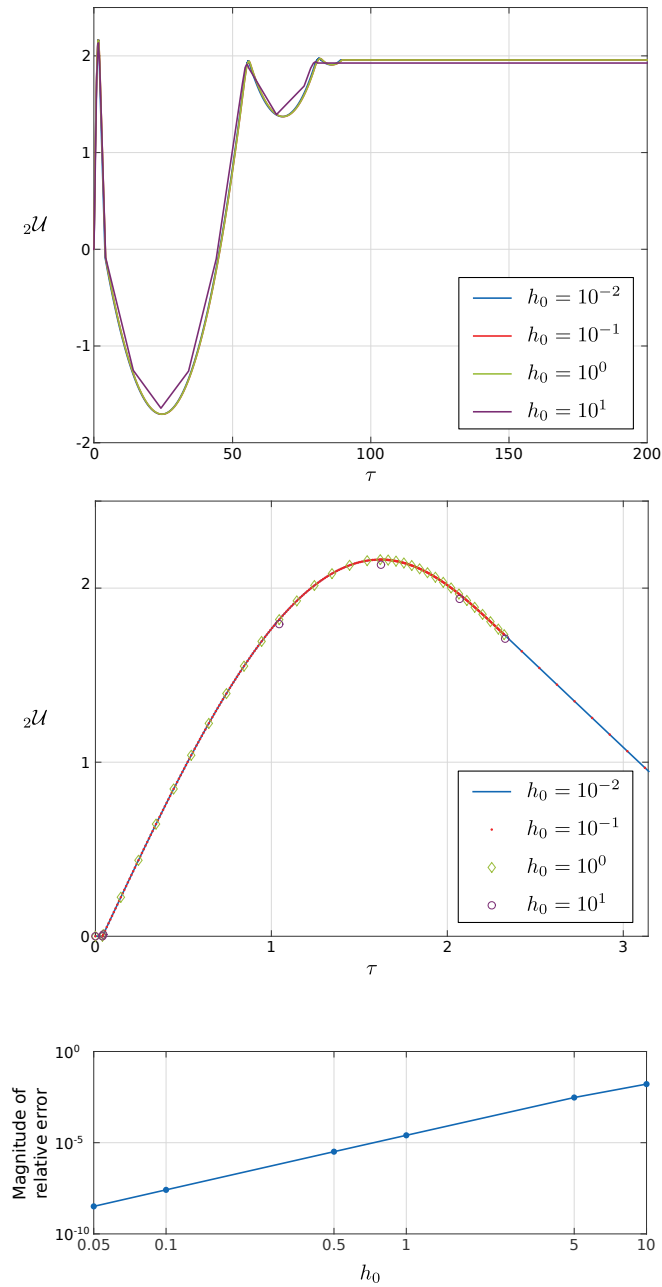 2
1
0
-1
-2
₂𝒰
0
50
100
150
200
τ
h₀ = 10⁻²
h₀ = 10⁻¹
h₀ = 10⁰
h₀ = 10¹
2
1
0
₂𝒰
0
1
2
3
τ
h₀ = 10⁻²
h₀ = 10⁻¹
h₀ = 10⁰
h₀ = 10¹
Magnitude of
relative error
10⁰
10⁻⁵
10⁻¹⁰
0.05
0.1
0.5
1
5
10
h₀